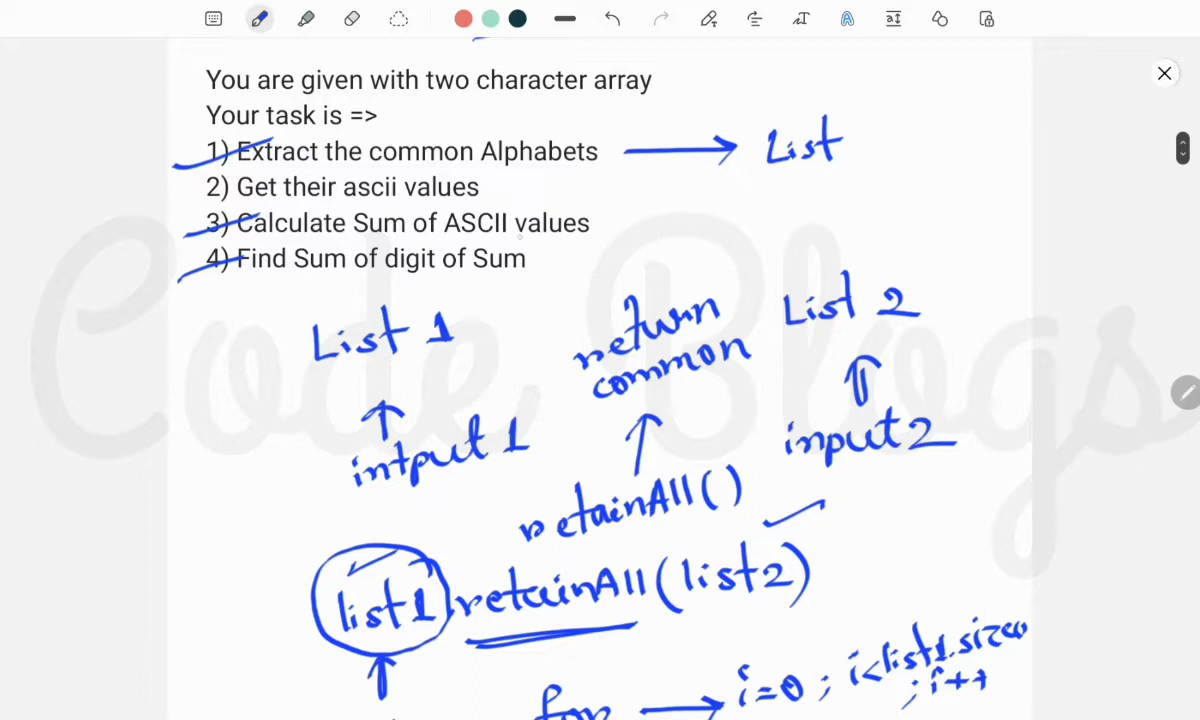 You are given with two character array
Your task is =>
1) Extract the common Alphabets → List
2) Get their ascii values
3) Calculate Sum of ASCII values
4) Find Sum of digit of Sum
List 1 return common List 2
intput 1 input 2
retainAll()
list1.retainAll(list2)
for → i=0 ; i<list1.size()
; i++
Code Blogs